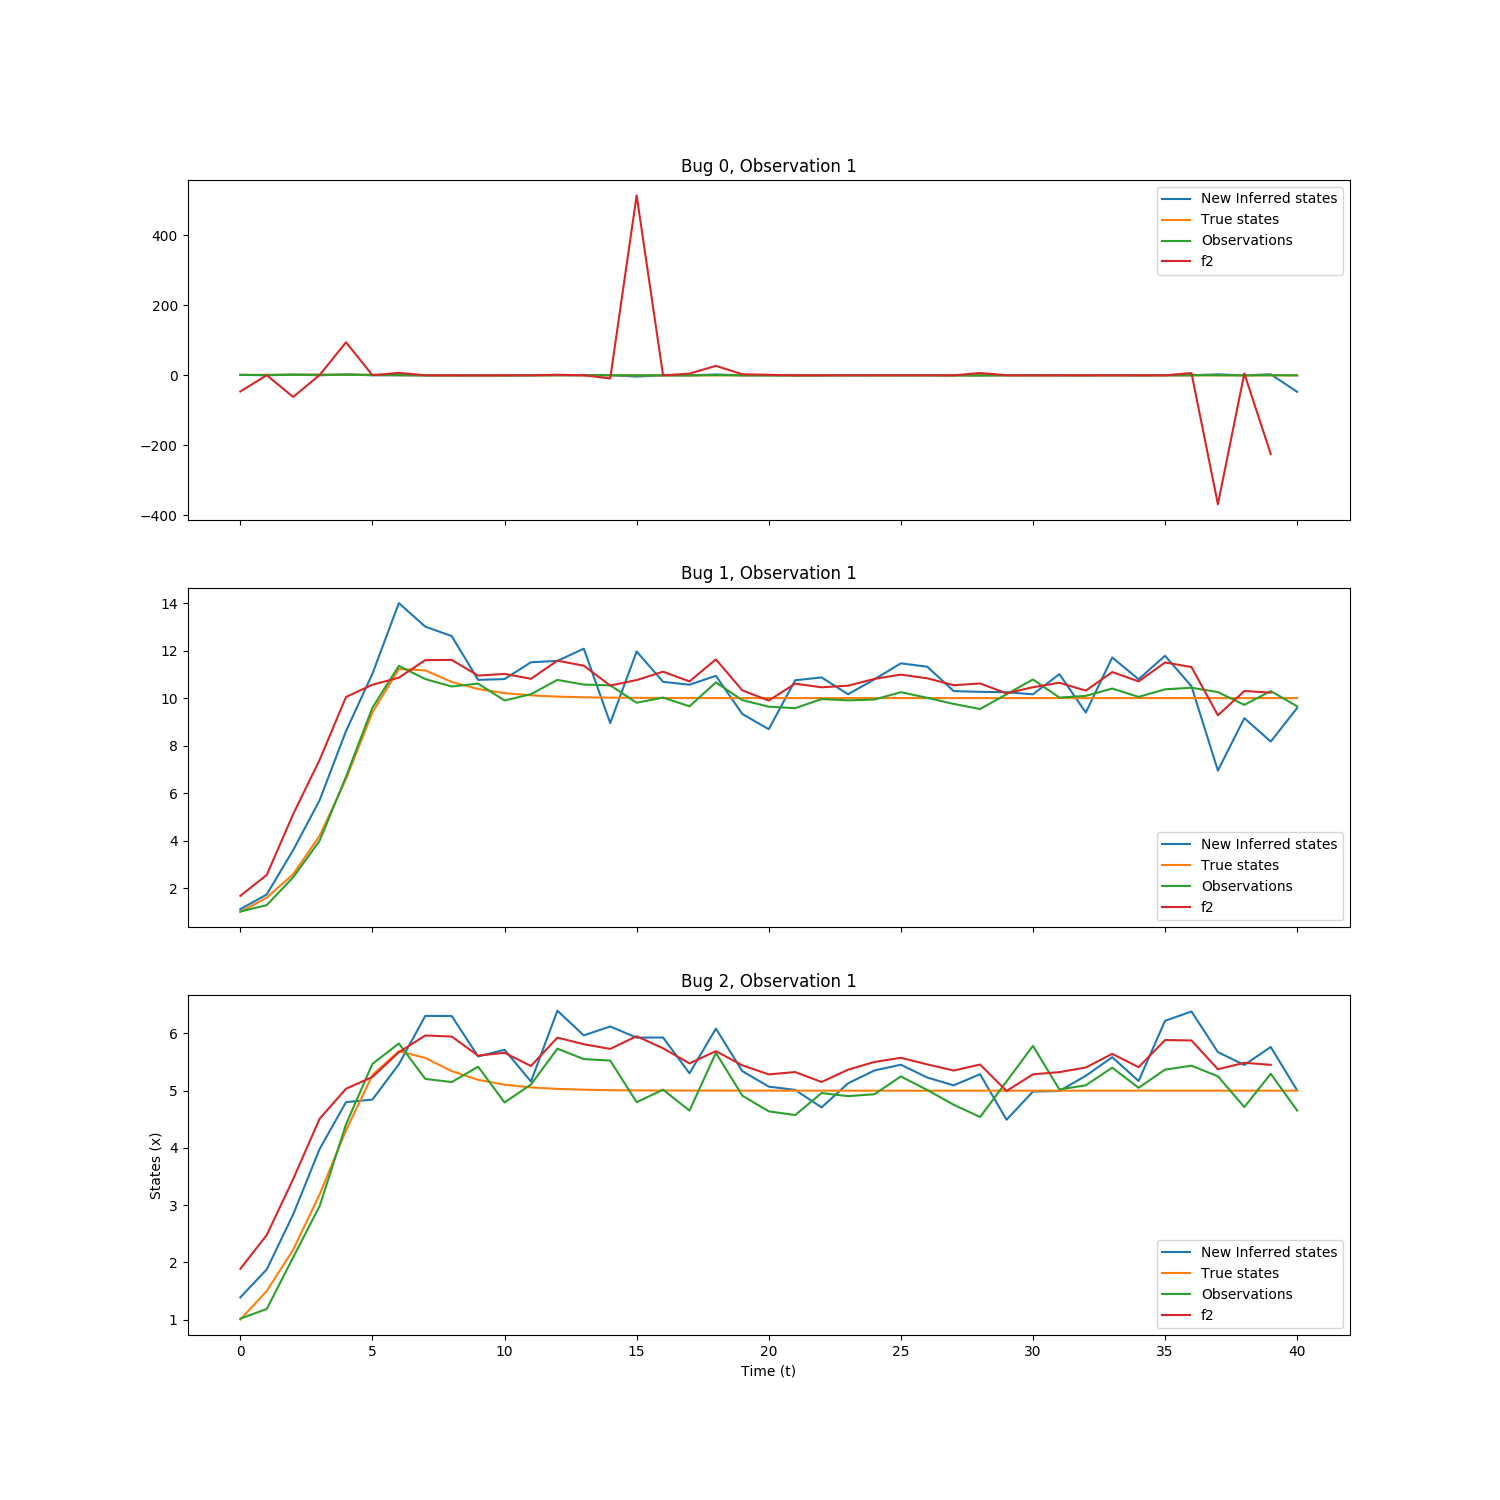 Bug 0, Observation 1
400
200
0
−200
−400
New Inferred states
True states
Observations
f2
Bug 1, Observation 1
14
12
10
8
6
4
2
New Inferred states
True states
Observations
f2
Bug 2, Observation 1
States (x)
6
5
4
3
2
1
New Inferred states
True states
Observations
f2
0 5 10 15 20 25 30 35 40
Time (t)